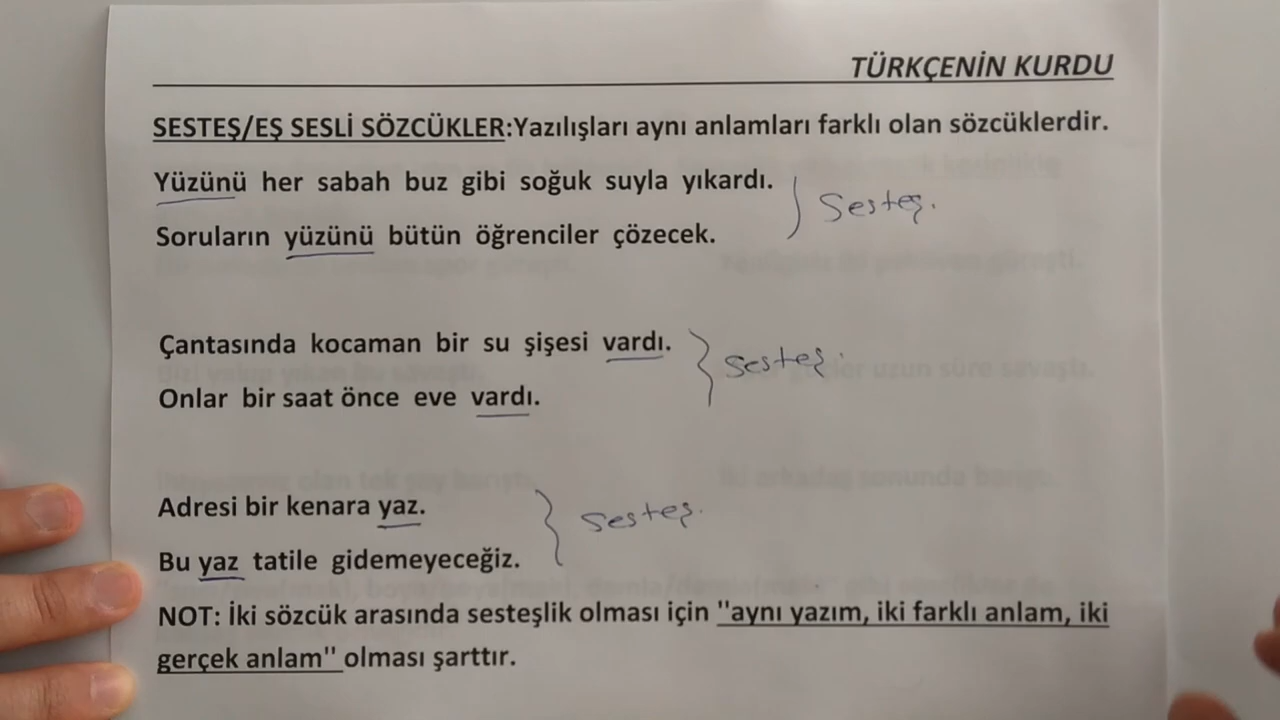 TÜRKÇENİN KURDU
SESTEŞ/EŞ SESLİ SÖZCÜKLER:Yazılışları aynı anlamları farklı olan sözcüklerdir.
Yüzünü her sabah buz gibi soğuk suyla yıkardı.
Sesteş.
Soruların yüzünü bütün öğrenciler çözecek.
Çantasında kocaman bir su şişesi vardı.
Sesteş.
Onlar bir saat önce eve vardı.
Adresi bir kenara yaz.
Sesteş.
Bu yaz tatile gidemeyeceğiz.
NOT: İki sözcük arasında sesteşlik olması için "aynı yazım, iki farklı anlam, iki
gerçek anlam" olması şarttır.